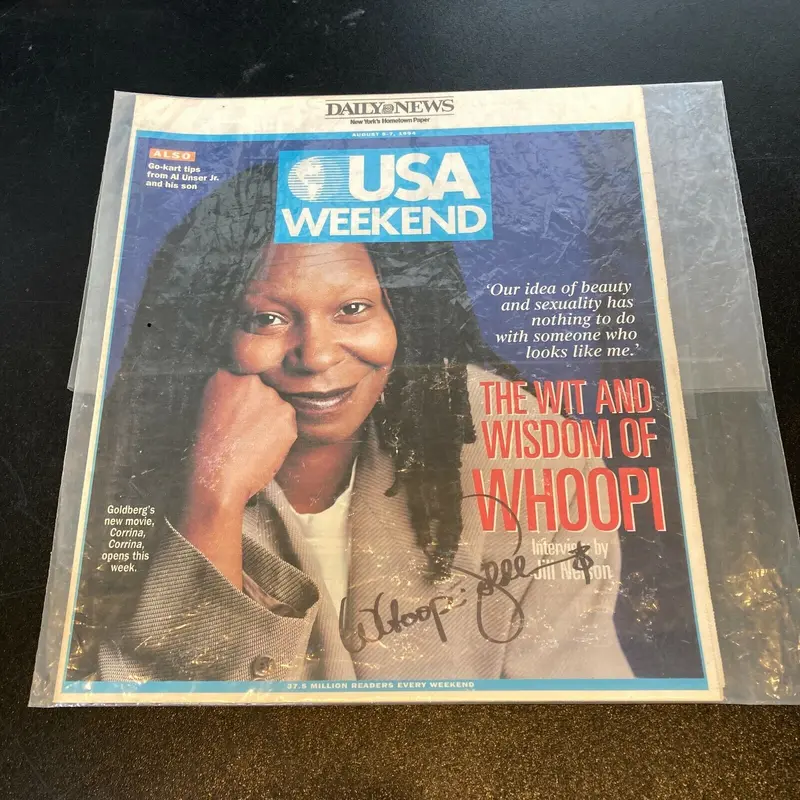 DAILY NEWS
New York's Hometown Paper
AUGUST 5-7, 1994
ALSO
Go-kart tips
from Al Unser Jr.
and his son
USA
WEEKEND
'Our idea of beauty
and sexuality has
nothing to do
with someone who
looks like me.'
THE WIT AND
WISDOM OF
WHOOPI
Interview by
Jill Nelson
Goldberg's
new movie,
Corrina,
Corrina,
opens this
week.
Whoopi
37.5 MILLION READERS EVERY WEEKEND